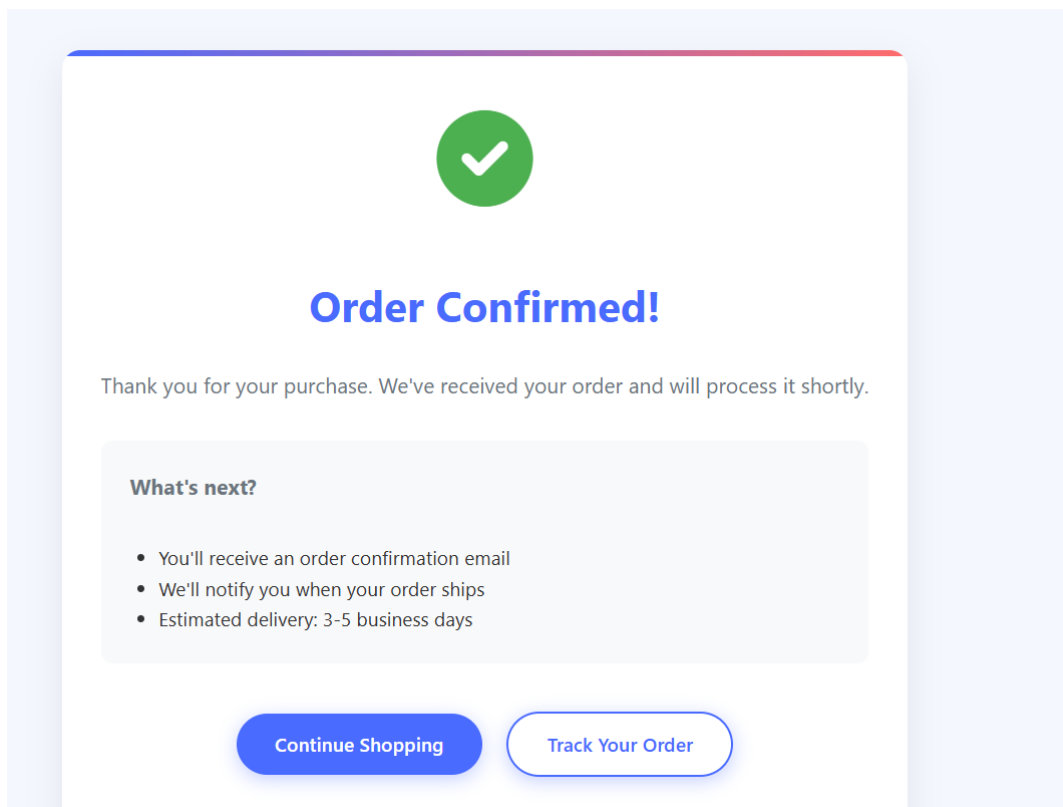 Order Confirmed!
Thank you for your purchase. We've received your order and will process it shortly.
What's next?
You'll receive an order confirmation email
We'll notify you when your order ships
Estimated delivery: 3-5 business days
Continue Shopping
Track Your Order